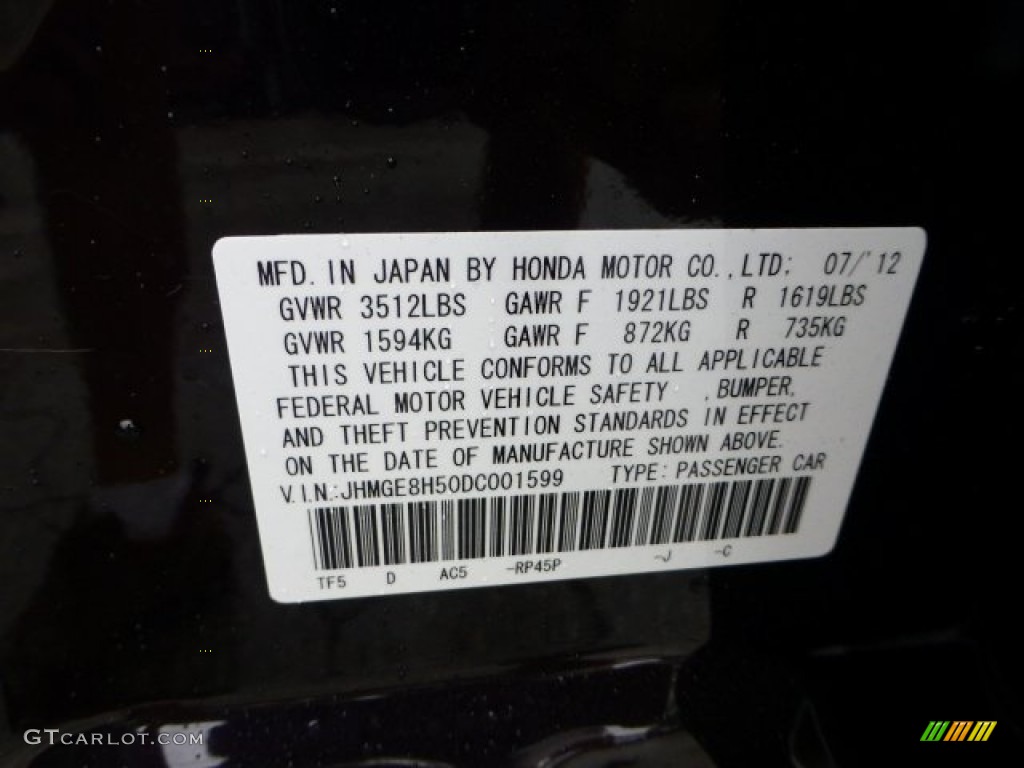 MFD. IN JAPAN BY HONDA MOTOR CO., LTD. 07/'12
GVWR 3512LBS GAWR F 1921LBS R 1619LBS
GVWR 1594KG GAWR F 872KG R 735KG
THIS VEHICLE CONFORMS TO ALL APPLICABLE
FEDERAL MOTOR VEHICLE SAFETY , BUMPER,
AND THEFT PREVENTION STANDARDS IN EFFECT
ON THE DATE OF MANUFACTURE SHOWN ABOVE.
V.I.N.:JHMGE8H50DC001599 TYPE: PASSENGER CAR
TF5 D AC5 -RP45P -J -C
GTCARLOT.COM